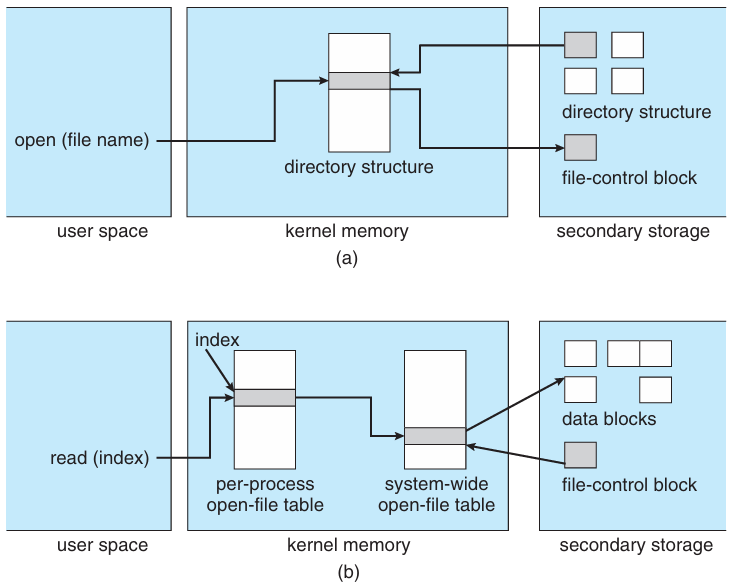 open (file name)
directory structure
directory structure
file-control block
user space
kernel memory
secondary storage
(a)
index
read (index)
per-process
open-file table
system-wide
open-file table
data blocks
file-control block
user space
kernel memory
secondary storage
(b)